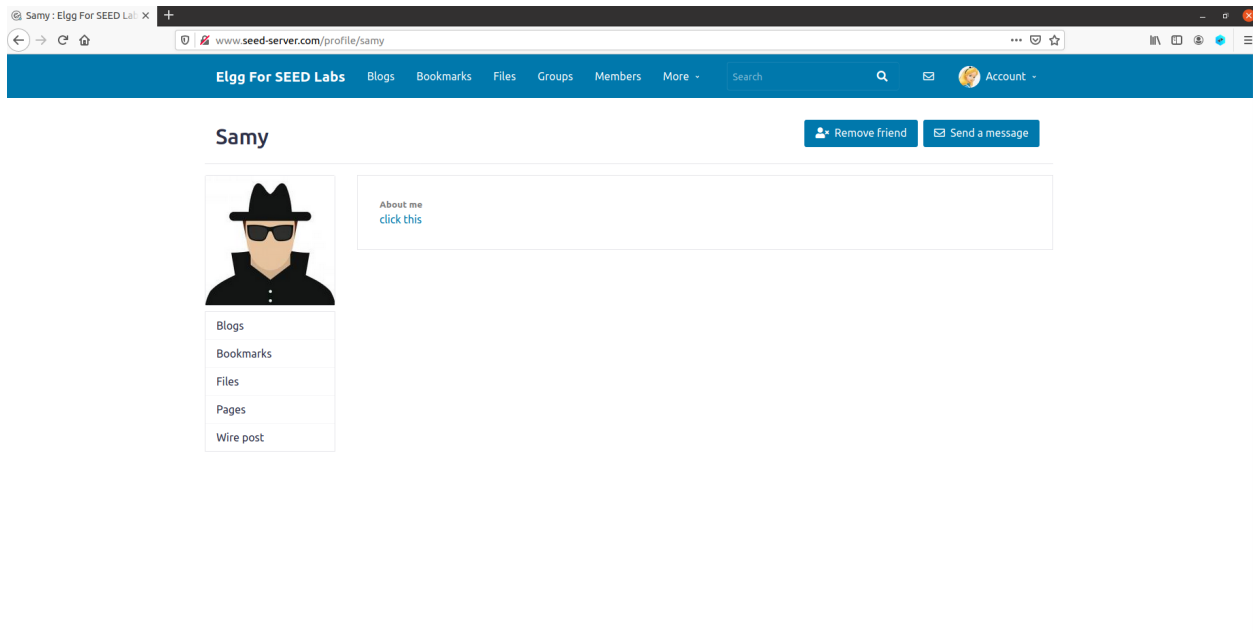 Samy : Elgg For SEED Lal
www.seed-server.com/profile/samy
Elgg For SEED Labs Blogs Bookmarks Files Groups Members More Search Account
Samy
Remove friend Send a message
About me
click this
Blogs
Bookmarks
Files
Pages
Wire post